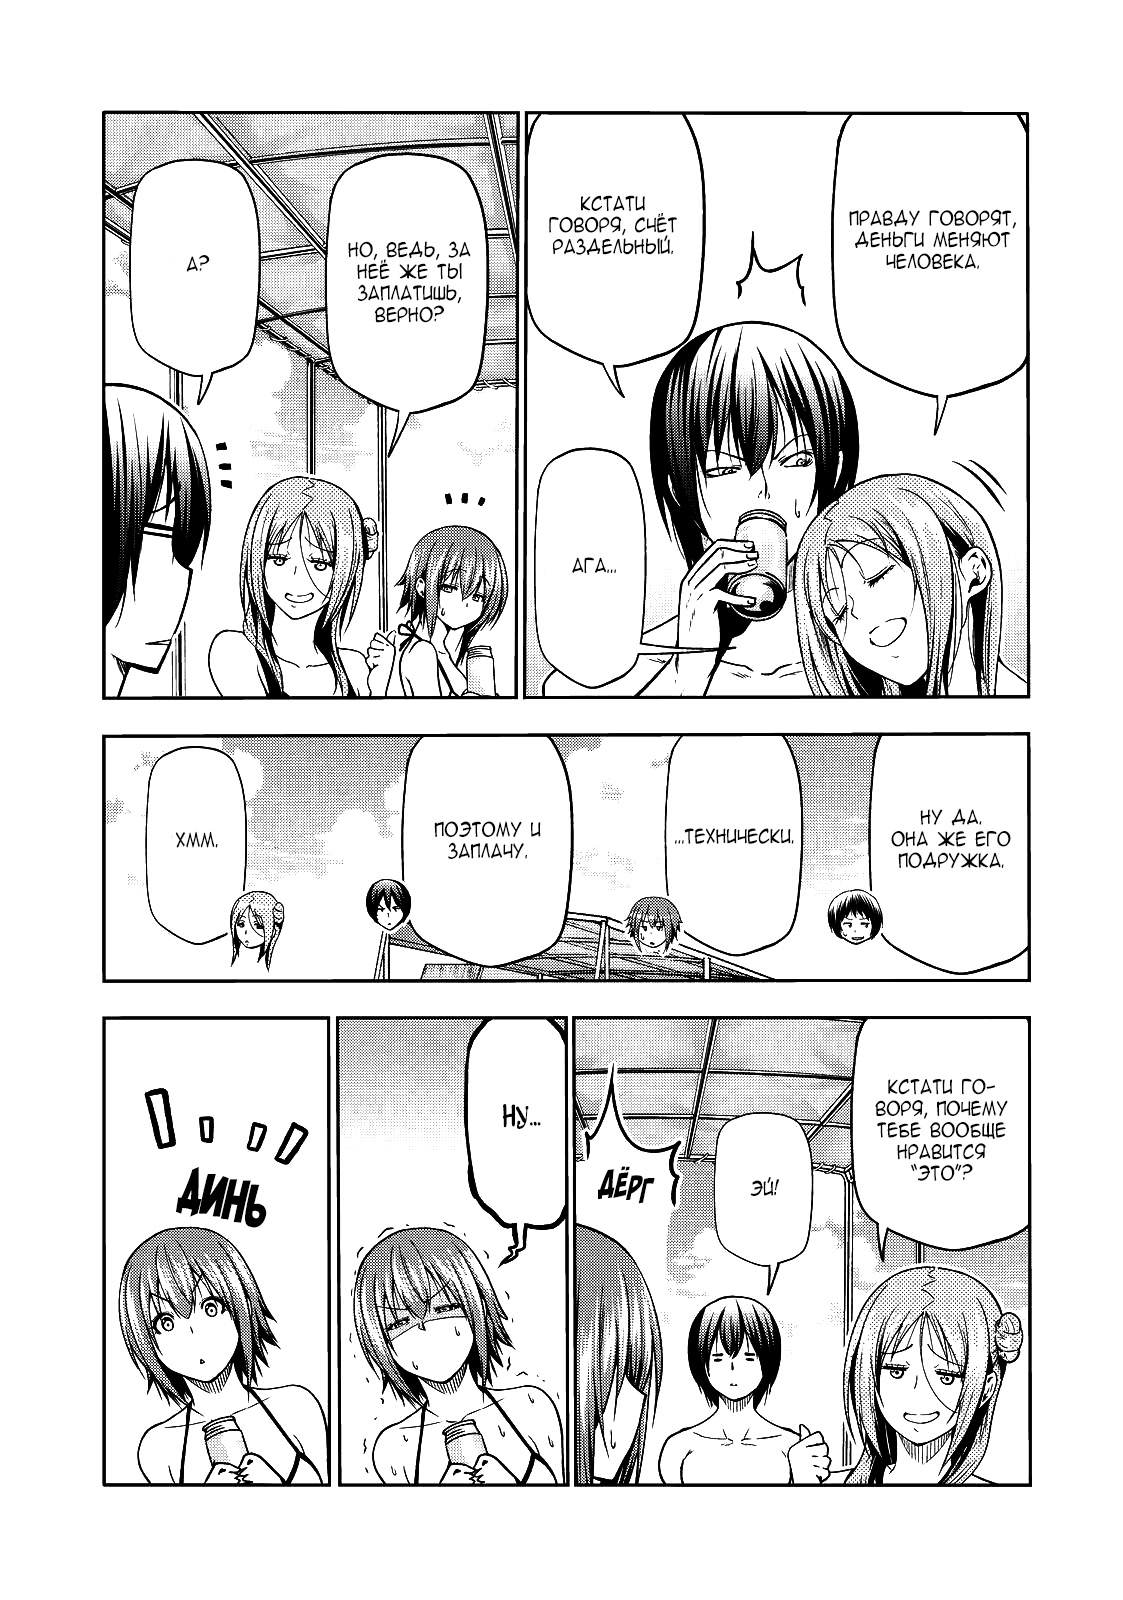 ПРАВДУ ГОВОРЯТ,
ДЕНЬГИ МЕНЯЮТ
ЧЕЛОВЕКА.
КСТАТИ
ГОВОРЯ, СЧЁТ
РАЗДЕЛЬНЫЙ.
АГА...
НО, ВЕДЬ, ЗА
НЕЁ ЖЕ ТЫ
ЗАПЛАТИШЬ,
ВЕРНО?
А?
НУ ДА.
ОНА ЖЕ ЕГО
ПОДРУЖКА.
...ТЕХНИЧЕСКИ.
ПОЭТОМУ И
ЗАПЛАЧУ.
ХММ.
КСТАТИ ГО-
ВОРЯ, ПОЧЕМУ
ТЕБЕ ВООБЩЕ
НРАВИТСЯ
"ЭТО"?
ЭЙ!
ДЁРГ
НУ...
ДИНЬ